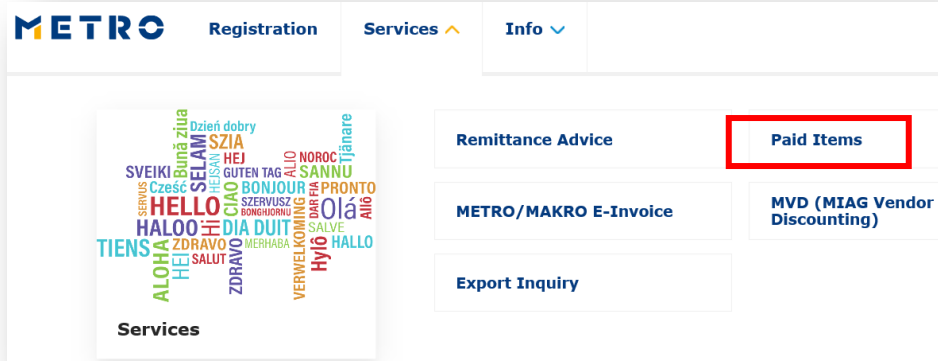 METRO
Registration
Services
Info
Remittance Advice
Paid Items
METRO/MAKRO E-Invoice
MVD (MIAG Vendor
Discounting)
Export Inquiry
Bună ziua
Dzień dobry
Tjänare
SZIA
SELAM
HEJ
ALIO
NOROC
SVEIKI
HEJSAN
GUTEN TAG
SANNU
SERVUS
Cześć
CIAO
BONJOUR
PRONTO
HELLO
SZERVUSZ
DAR FIA
Olá
Allô
BONGHJORNU
HALOO
Hi
DIA DUIT
VERWELKOMING
SALVE
TIENS
ALOHA
HEI
ZDRAVO
SALUT
ZDRAVO
MERHABA
Hylô
HALLO
Services